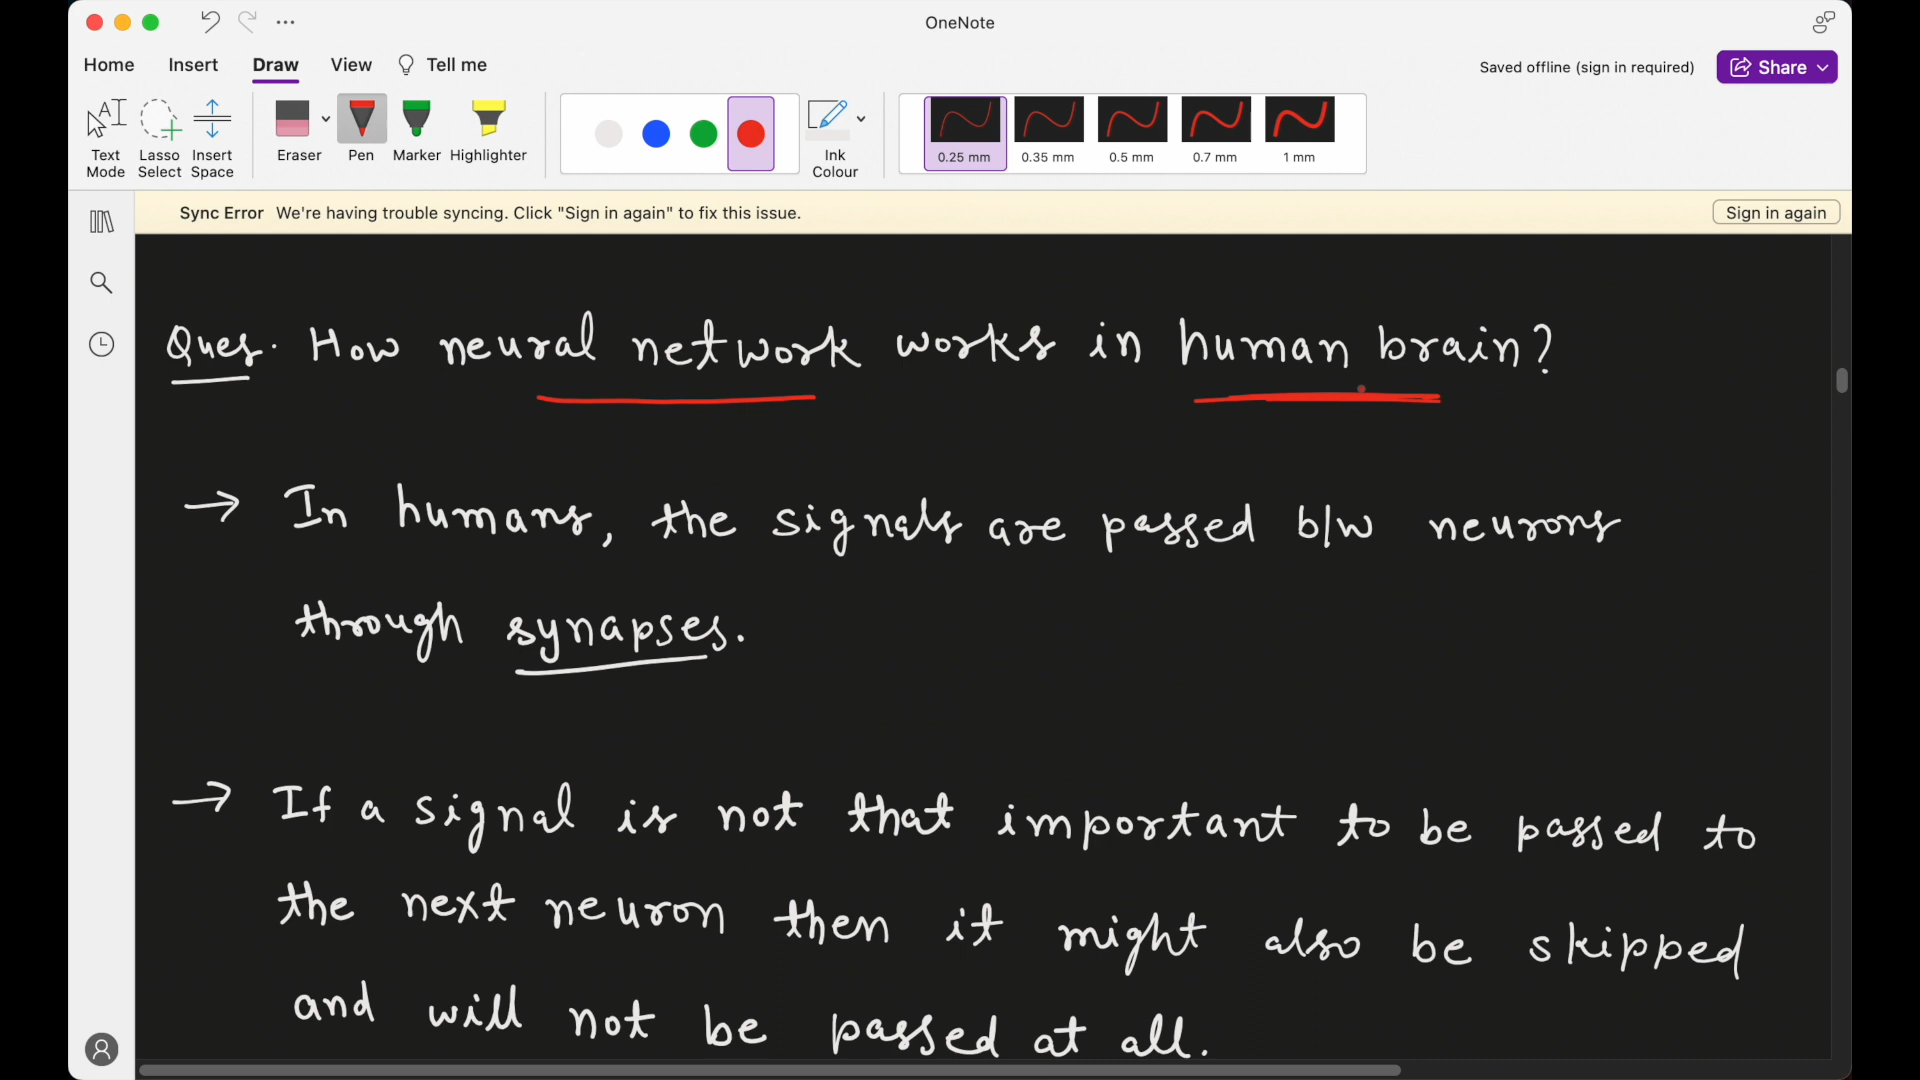 OneNote
Home Insert Draw View Tell me
Saved offline (sign in required) Share
Text Mode
Lasso Select
Insert Space
Eraser Pen Marker Highlighter
Ink Colour
0.25 mm 0.35 mm 0.5 mm 0.7 mm 1 mm
Sync Error We're having trouble syncing. Click "Sign in again" to fix this issue. Sign in again
Ques. How neural network works in human brain?
→ In humans, the signals are passed b/w neurons
through synapses.
→ If a signal is not that important to be passed to
the next neuron then it might also be skipped
and will not be passed at all.